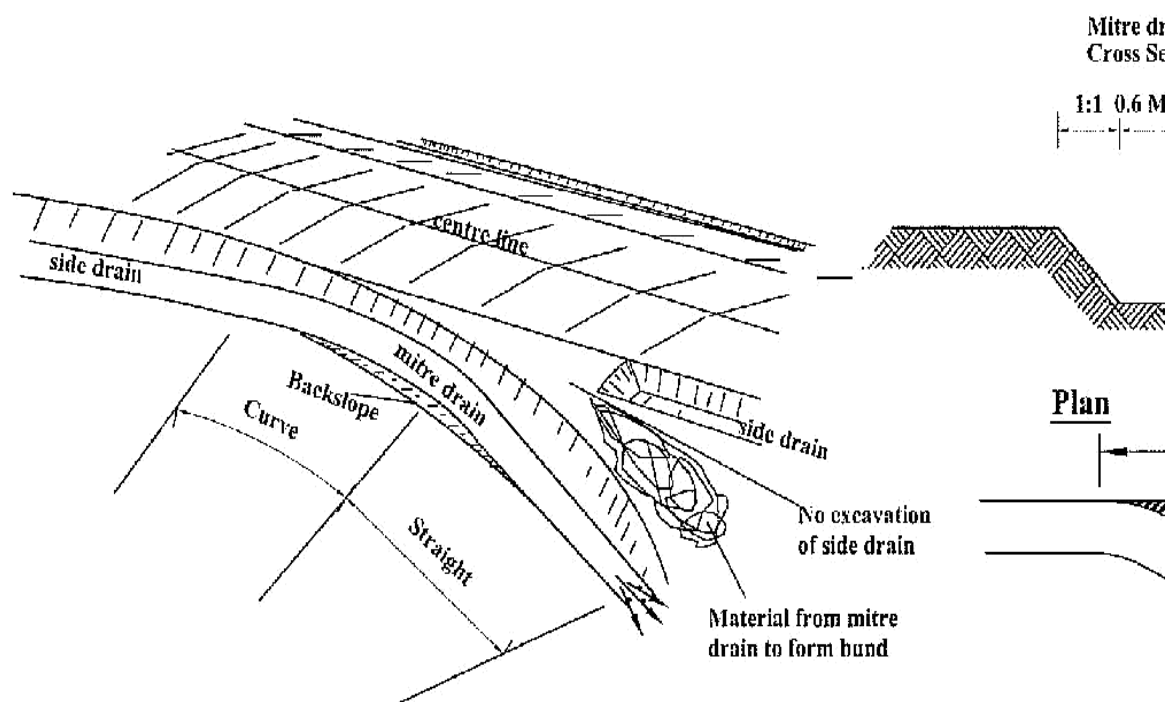 Mitre dr
Cross Se
1:1 0.6 M
centre line
side drain
mitre drain
Backslope
Curve
side drain
Plan
Straight
No excavation
of side drain
Material from mitre
drain to form bund